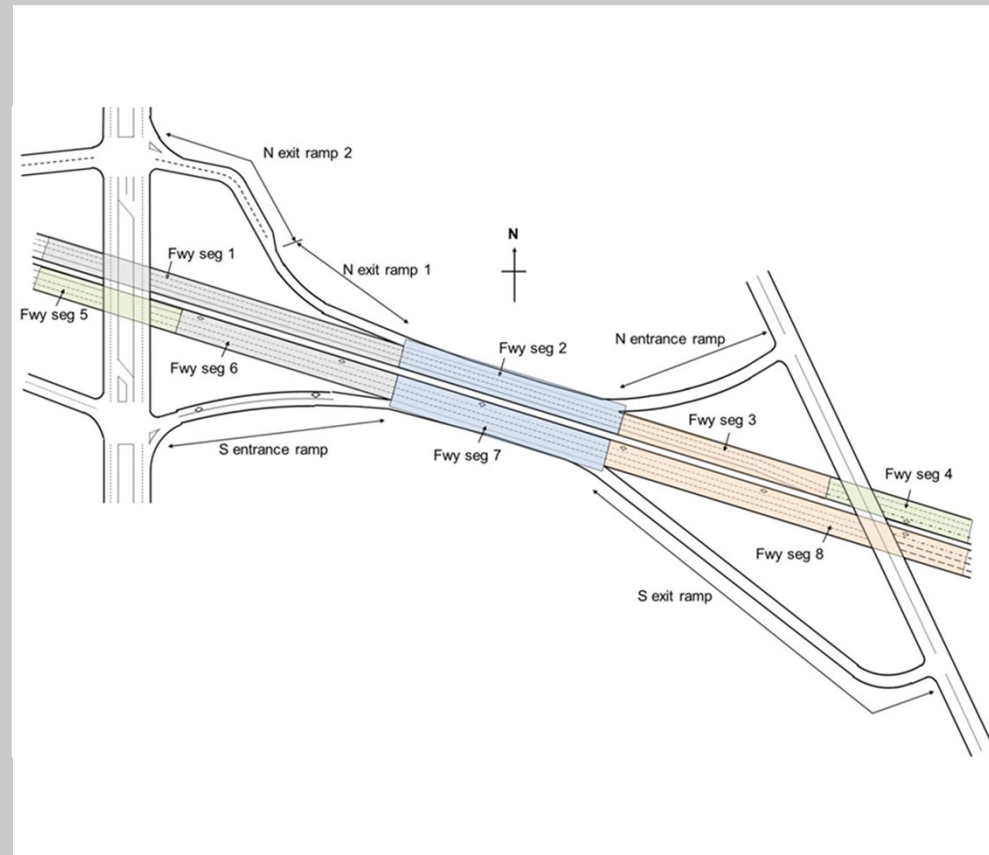 N exit ramp 2
N
Fwy seg 1
N exit ramp 1
Fwy seg 5
N entrance ramp
Fwy seg 2
Fwy seg 6
Fwy seg 3
S entrance ramp
Fwy seg 7
Fwy seg 4
Fwy seg 8
S exit ramp